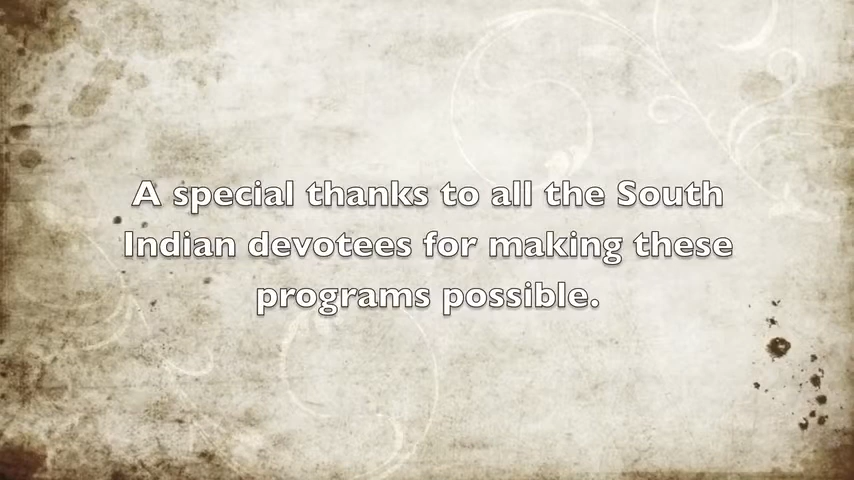 A special thanks to all the South
Indian devotees for making these
programs possible.